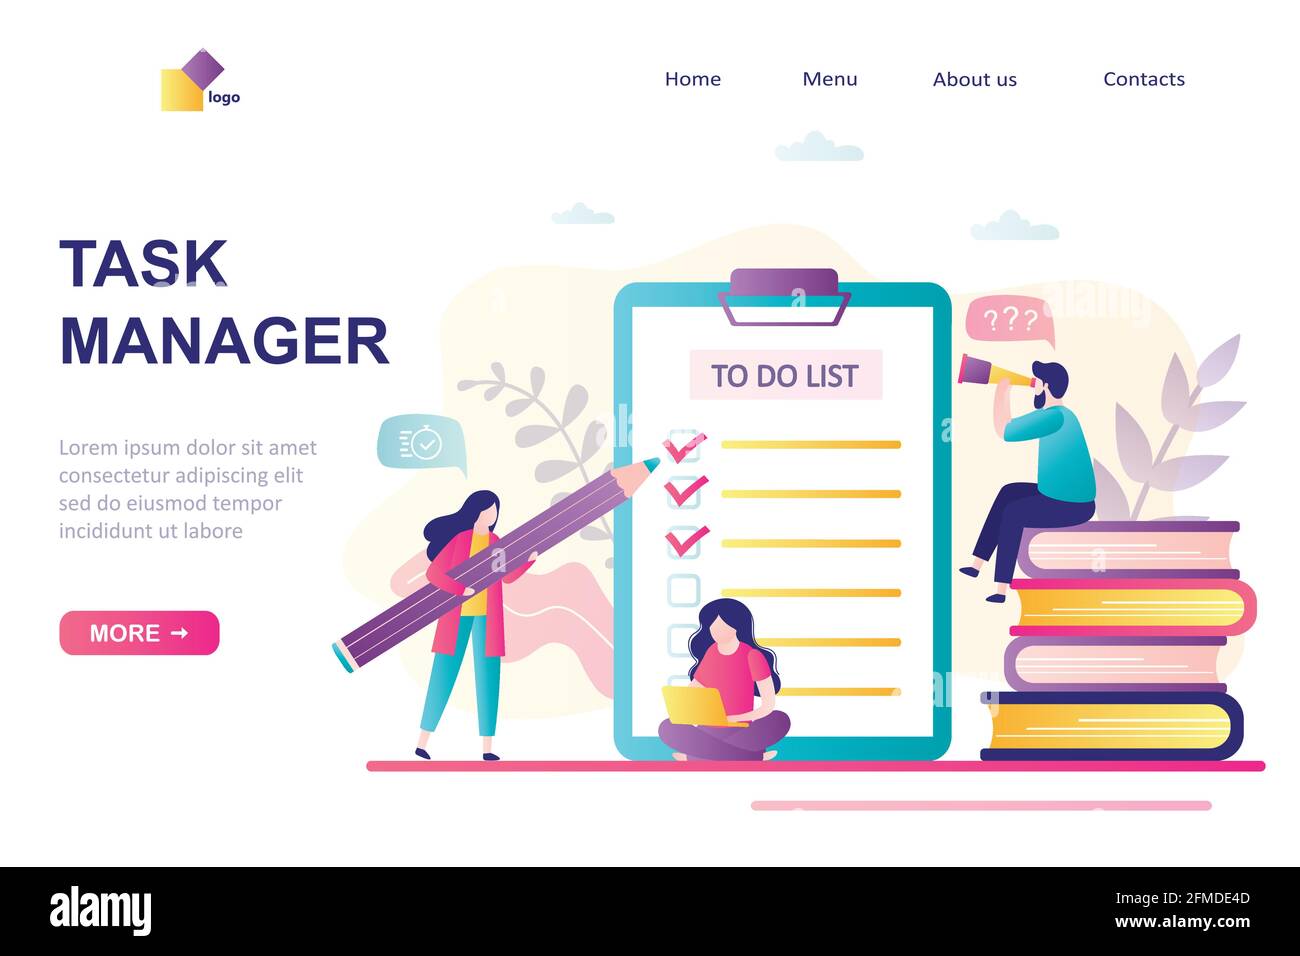 logo
Home Menu About us Contacts
TASK
MANAGER
Lorem ipsum dolor sit amet
consectetur adipiscing elit
sed do eiusmod tempor
incididunt ut labore
MORE →
TO DO LIST
???
alamy
alamy
Image ID: 2FMDE4D
www.alamy.com